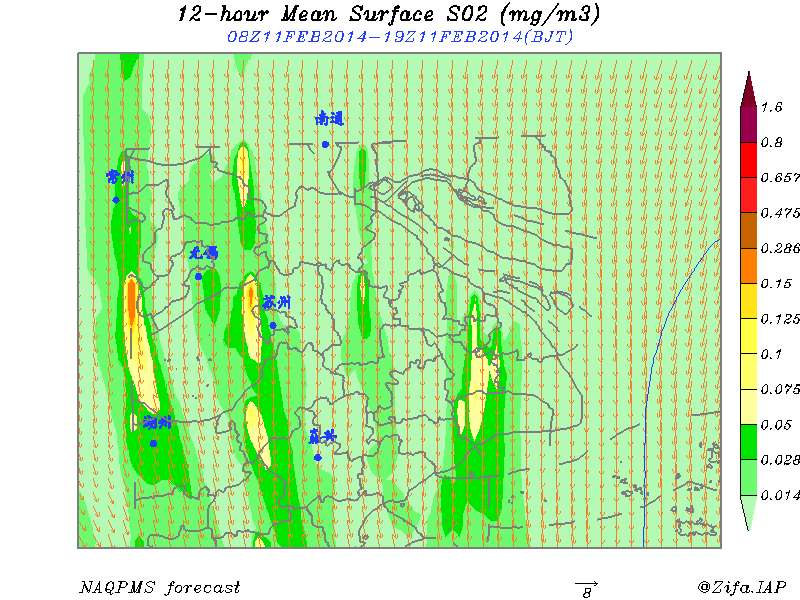 12-hour Mean Surface SO2 (mg/m3)
08Z11FEB2014-19Z11FEB2014(BJT)
南通
常州
无锡
苏州
湖州
嘉兴
1.6
0.8
0.657
0.475
0.286
0.15
0.125
0.1
0.075
0.05
0.028
0.014
NAQPMS forecast
8
@Zifa.IAP